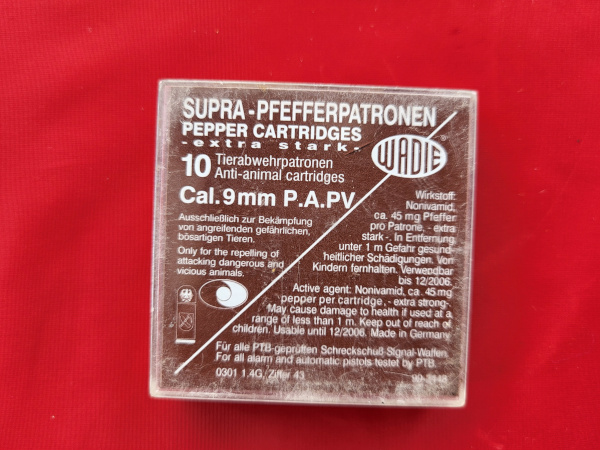 SUPRA-PFEFFERPATRONEN
PEPPER CARTRIDGES
-extra stark-
WADIE
10 Tierabwehrpatronen
Anti-animal cartridges
Cal.9mm P.A.PV
Ausschließlich zur Bekämpfung
von angreifenden gefährlichen,
bösartigen Tieren.
Only for the repelling of
attacking dangerous and
vicious animals.
Wirkstoff:
Nonivamid,
ca. 45 mg Pfeffer
pro Patrone, - extra
stark -. In Entfernung
unter 1 m Gefahr gesund-
heitlicher Schädigungen. Von
Kindern fernhalten. Verwendbar
bis 12/2006.
Active agent: Nonivamid, ca. 45 mg
pepper per cartridge, - extra strong-
May cause damage to health if used at a
range of less than 1 m. Keep out of reach of
children. Usable until 12/2006. Made in Germany
Für alle PTB-geprüften Schreckschuß-Signal-Waffen
For all alarm and automatic pistols testet by PTB.
0301 1.4G, Ziffer 43